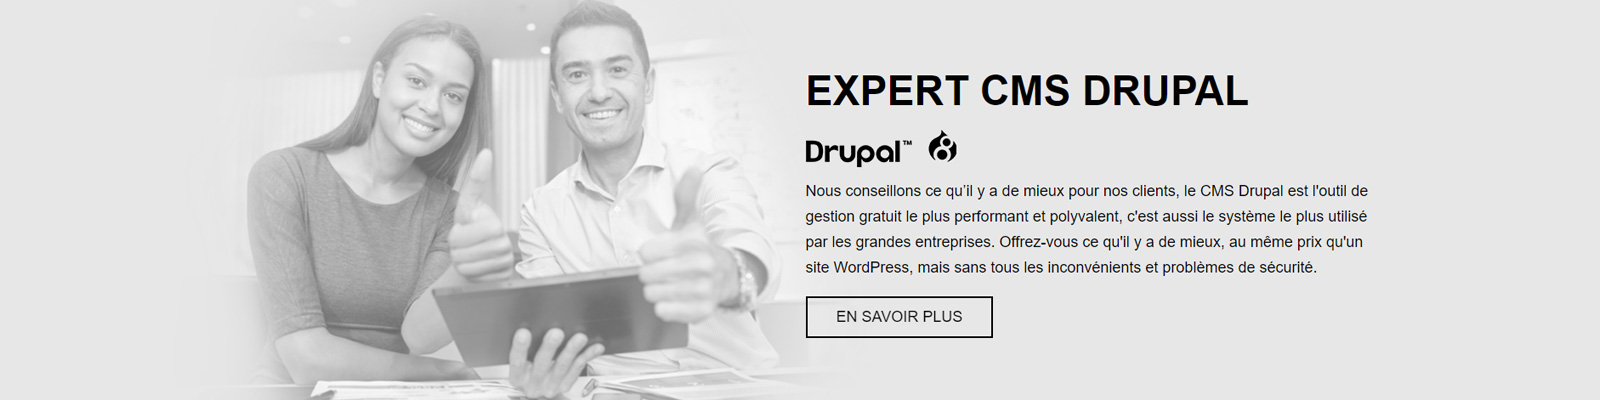 EXPERT CMS DRUPAL
Drupal™ 8
Nous conseillons ce qu’il y a de mieux pour nos clients, le CMS Drupal est l'outil de
gestion gratuit le plus performant et polyvalent, c'est aussi le système le plus utilisé
par les grandes entreprises. Offrez-vous ce qu'il y a de mieux, au même prix qu'un
site WordPress, mais sans tous les inconvénients et problèmes de sécurité.
EN SAVOIR PLUS